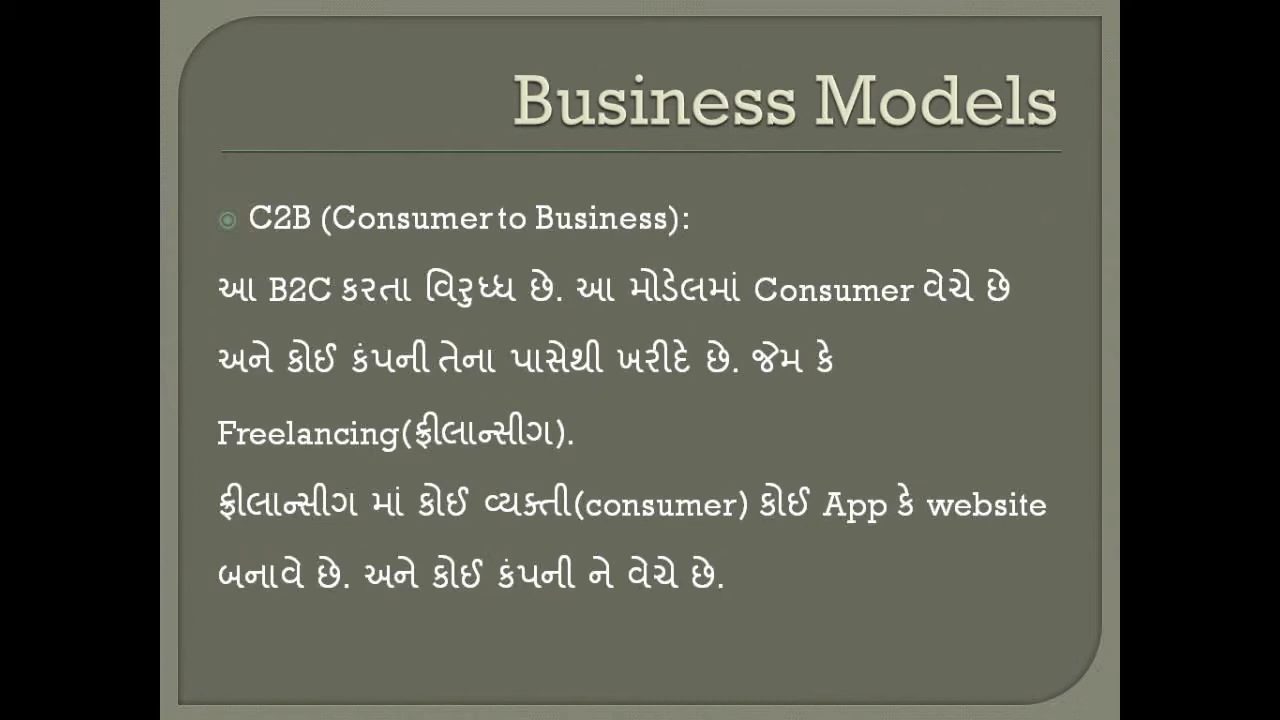 Business Models
C2B (Consumer to Business):
આ B2C કરતા વિરુધ્ધ છે. આ મોડેલમાં Consumer વેચે છે
અને કોઈ કંપની તેના પાસેથી ખરીદે છે. જેમ કે
Freelancing(ફ્રીલાન્સીગ).
ફ્રીલાન્સીગ માં કોઈ વ્યક્તી(consumer) કોઈ App કે website
બનાવે છે. અને કોઈ કંપની ને વેચે છે.